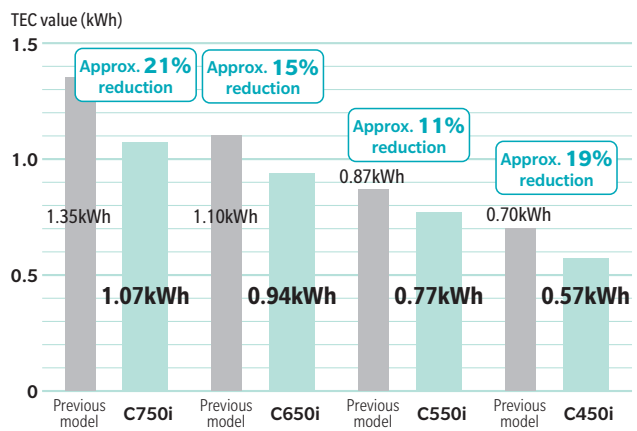 TEC value (kWh)
1.5
1.0
0.5
0
Approx. 21%
reduction
Approx. 15%
reduction
Approx. 11%
reduction
Approx. 19%
reduction
1.35kWh
1.07kWh
1.10kWh
0.94kWh
0.87kWh
0.77kWh
0.70kWh
0.57kWh
Previous
model
C750i
Previous
model
C650i
Previous
model
C550i
Previous
model
C450i